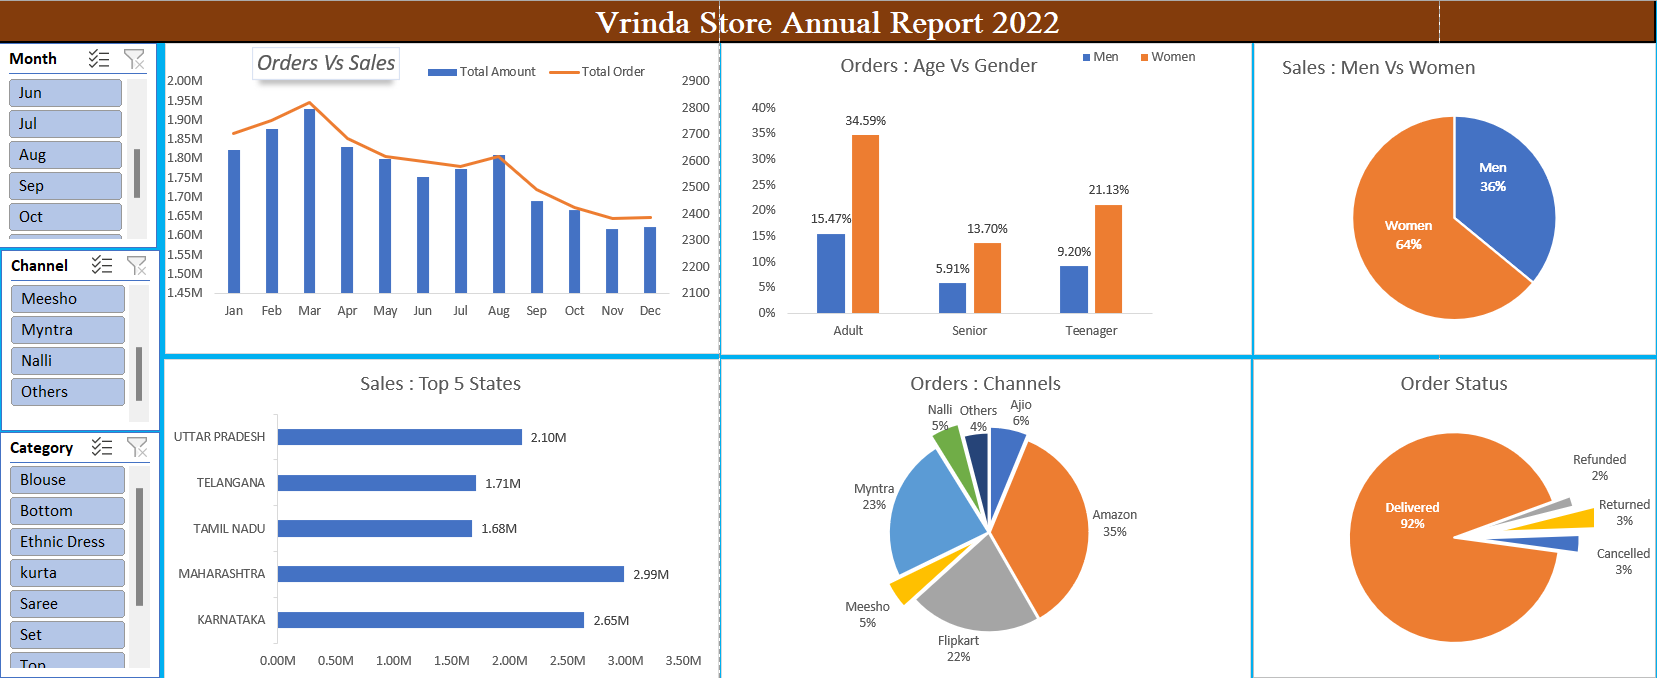 Vrinda Store Annual Report 2022
Month
Jun
Jul
Aug
Sep
Oct
Channel
Meesho
Myntra
Nalli
Others
Category
Blouse
Bottom
Ethnic Dress
kurta
Saree
Set
Top
Orders Vs Sales
Total Amount
Total Order
2.00M
1.95M
1.90M
1.85M
1.80M
1.75M
1.70M
1.65M
1.60M
1.55M
1.50M
1.45M
2900
2800
2700
2600
2500
2400
2300
2200
2100
Jan Feb Mar Apr May Jun Jul Aug Sep Oct Nov Dec
Orders : Age Vs Gender
Men
Women
40%
35%
30%
25%
20%
15%
10%
5%
0%
15.47%
34.59%
5.91%
13.70%
9.20%
21.13%
Adult Senior Teenager
Sales : Men Vs Women
Men
36%
Women
64%
Sales : Top 5 States
UTTAR PRADESH 2.10M
TELANGANA 1.71M
TAMIL NADU 1.68M
MAHARASHTRA 2.99M
KARNATAKA 2.65M
0.00M 0.50M 1.00M 1.50M 2.00M 2.50M 3.00M 3.50M
Orders : Channels
Nalli
5%
Others
4%
Ajio
6%
Amazon
35%
Flipkart
22%
Meesho
5%
Myntra
23%
Order Status
Delivered
92%
Refunded
2%
Returned
3%
Cancelled
3%